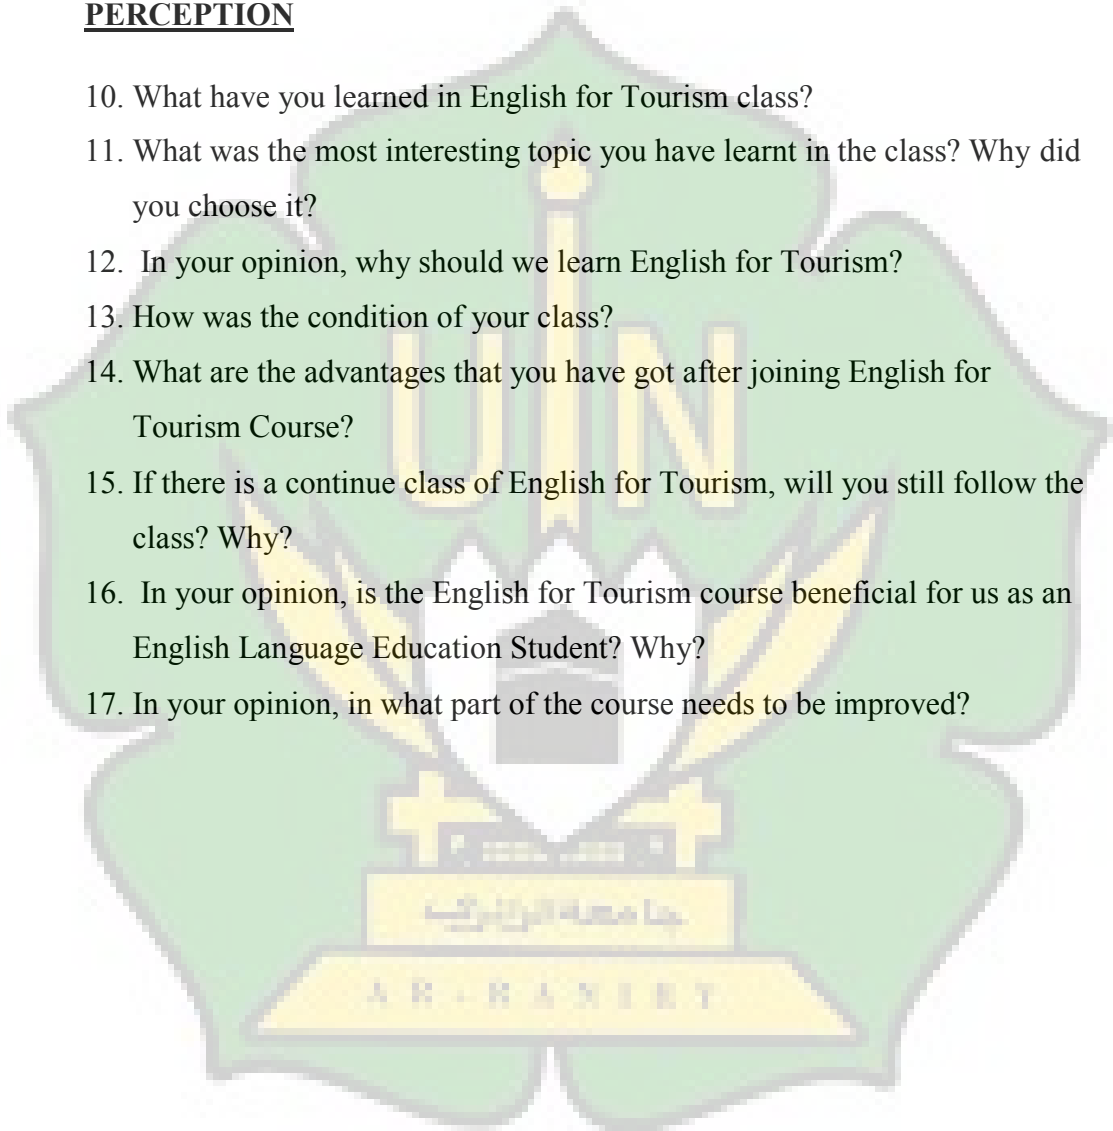 PERCEPTION
10. What have you learned in English for Tourism class?
11. What was the most interesting topic you have learnt in the class? Why did
you choose it?
12. In your opinion, why should we learn English for Tourism?
13. How was the condition of your class?
14. What are the advantages that you have got after joining English for
Tourism Course?
15. If there is a continue class of English for Tourism, will you still follow the
class? Why?
16. In your opinion, is the English for Tourism course beneficial for us as an
English Language Education Student? Why?
17. In your opinion, in what part of the course needs to be improved?
UIN
جامعة الرانيري
AR-RANIRY